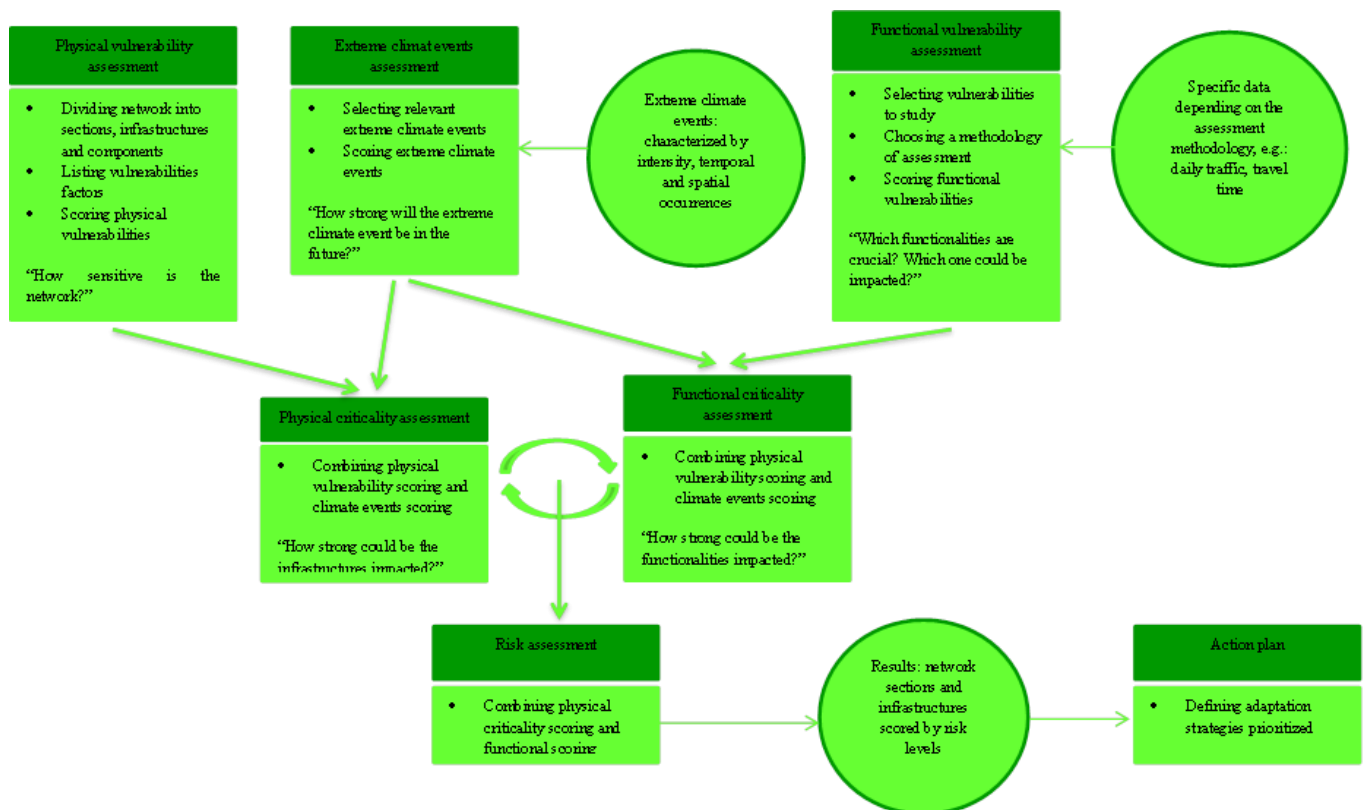 Physical vulnerability
assessment
• Dividing network into
sections, infrastructures
and components
• Listing vulnerabilities
factors
• Scoring physical
vulnerabilities
“How sensitive is the
network?”
Extreme climat events
assessment
• Selecting relevant
extreme climate events
• Scoring extreme climate
events
“How strong will the extreme
climate event be in the
future?”
Extreme climate
events:
characterized by
intensity, temporal
and spatial
occurrences
Functional vulnerability
assessment
• Selecting vulnerabilities
to study
• Choosing a methodology
of assessment
• Scoring functional
vulnerabilities
“Which functionalities are
crucial? Which one could be
impacted?”
Specific data
depending on the
assessment
methodology, e.g.:
daily traffic, travel
time
Physical criticality assessment
• Combining physical
vulnerability scoring and
climate events scoring
“How strong could be the
infrastructures impacted?”
Functional criticality
assessment
• Combining physical
vulnerability scoring and
climate events scoring
“How strong could be the
functionalities impacted?”
Risk assessment
• Combining physical
criticality scoring and
functional scoring
Results: network
sections and
infrastructures
scored by risk
levels
Action plan
• Defining adaptation
strategies prioritized